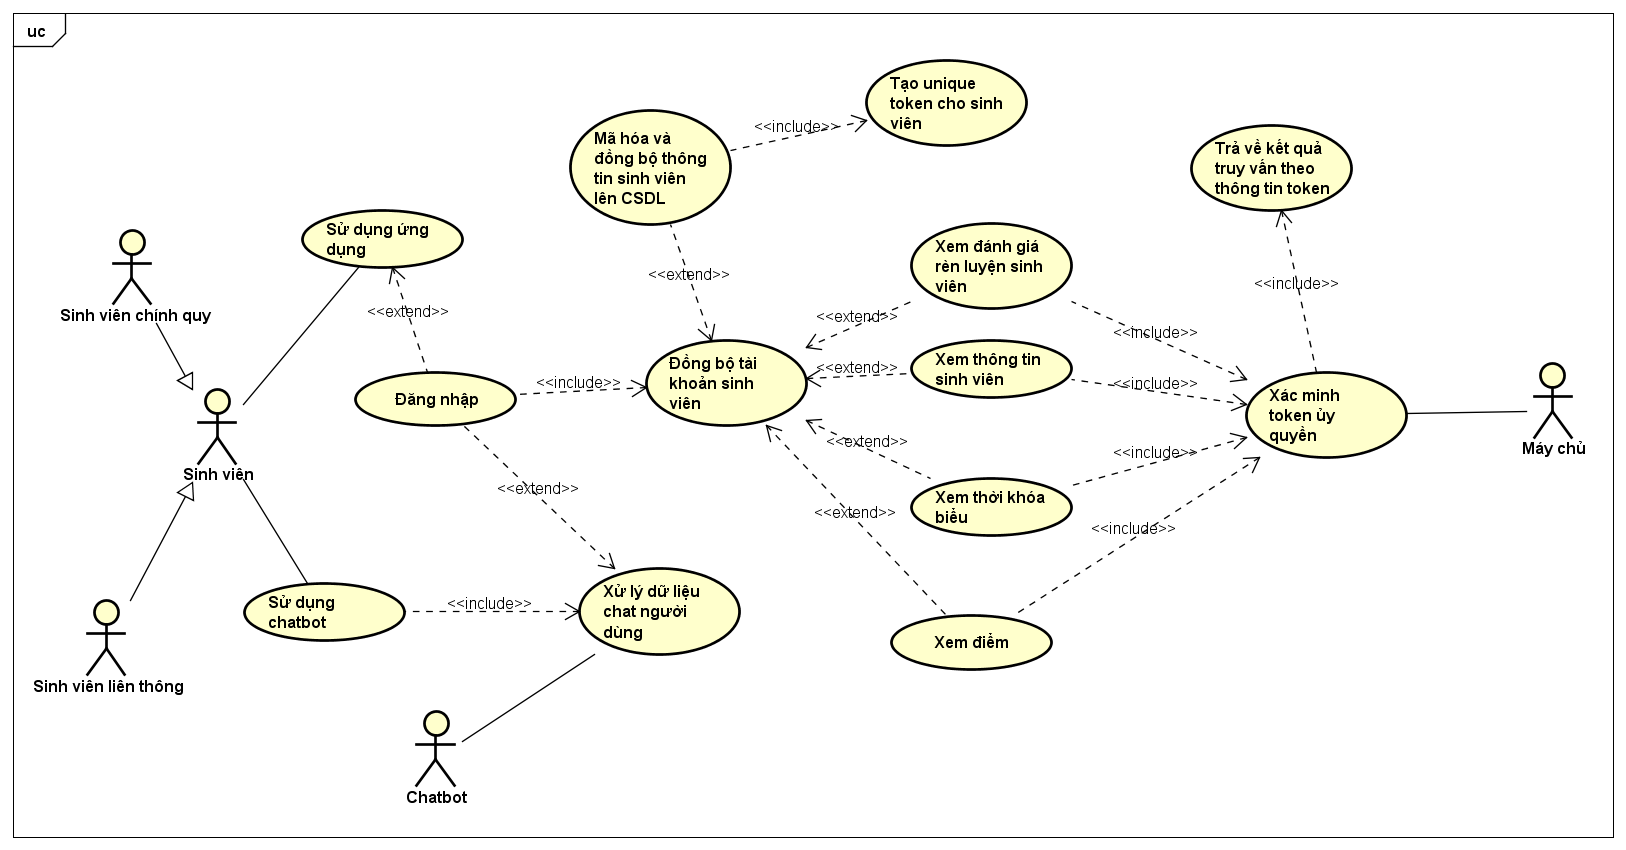 uc
Tạo unique
token cho sinh
viên
<<include>>
Mã hóa và
đồng bộ thông
tin sinh viên
lên CSDL
Trả về kết quả
truy vấn theo
thông tin token
Sử dụng ứng
dụng
Xem đánh giá
rèn luyện sinh
viên
<<extend>>
<<include>>
Sinh viên chính quy
<<extend>>
<<extend>>
<<include>>
Xem thông tin
sinh viên
Đồng bộ tài
khoản sinh
viên
<<extend>>
<<include>>
<<include>>
Đăng nhập
Xác minh
token ủy
quyền
Máy chủ
<<extend>>
<<include>>
Sinh viên
<<extend>>
Xem thời khóa
biểu
<<extend>>
<<include>>
Sử dụng
chatbot
<<include>>
Xử lý dữ liệu
chat người
dùng
Xem điểm
Sinh viên liên thông
Chatbot